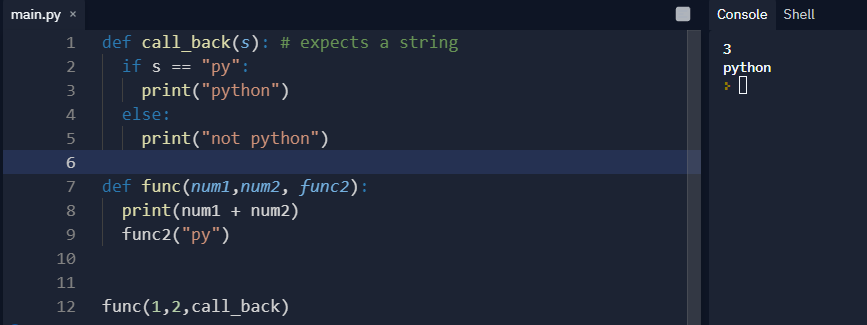 main.py ×
Console Shell
1 def call_back(s): # expects a string
2 if s == "py":
3 print("python")
4 else:
5 print("not python")
6
7 def func(num1,num2, func2):
8 print(num1 + num2)
9 func2("py")
10
11
12 func(1,2,call_back)
3
python